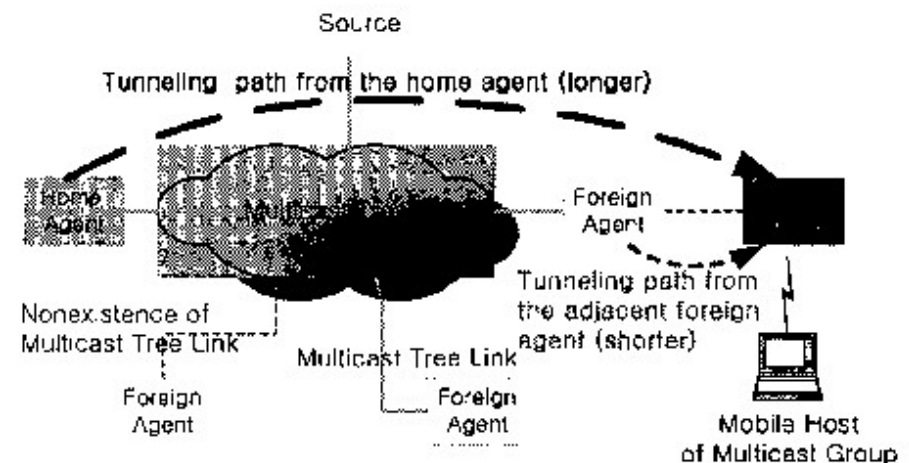 Source
Tunneling path from the home agent (longer)
Home
Agent
Foreign
Agent
Tunneling path from
the adjacent foreign
agent (shorter)
Nonexistence of
Multicast Tree Link
Multicast Tree Link
Foreign
Agent
Foreign
Agent
Mobile Host
of Multicast Group